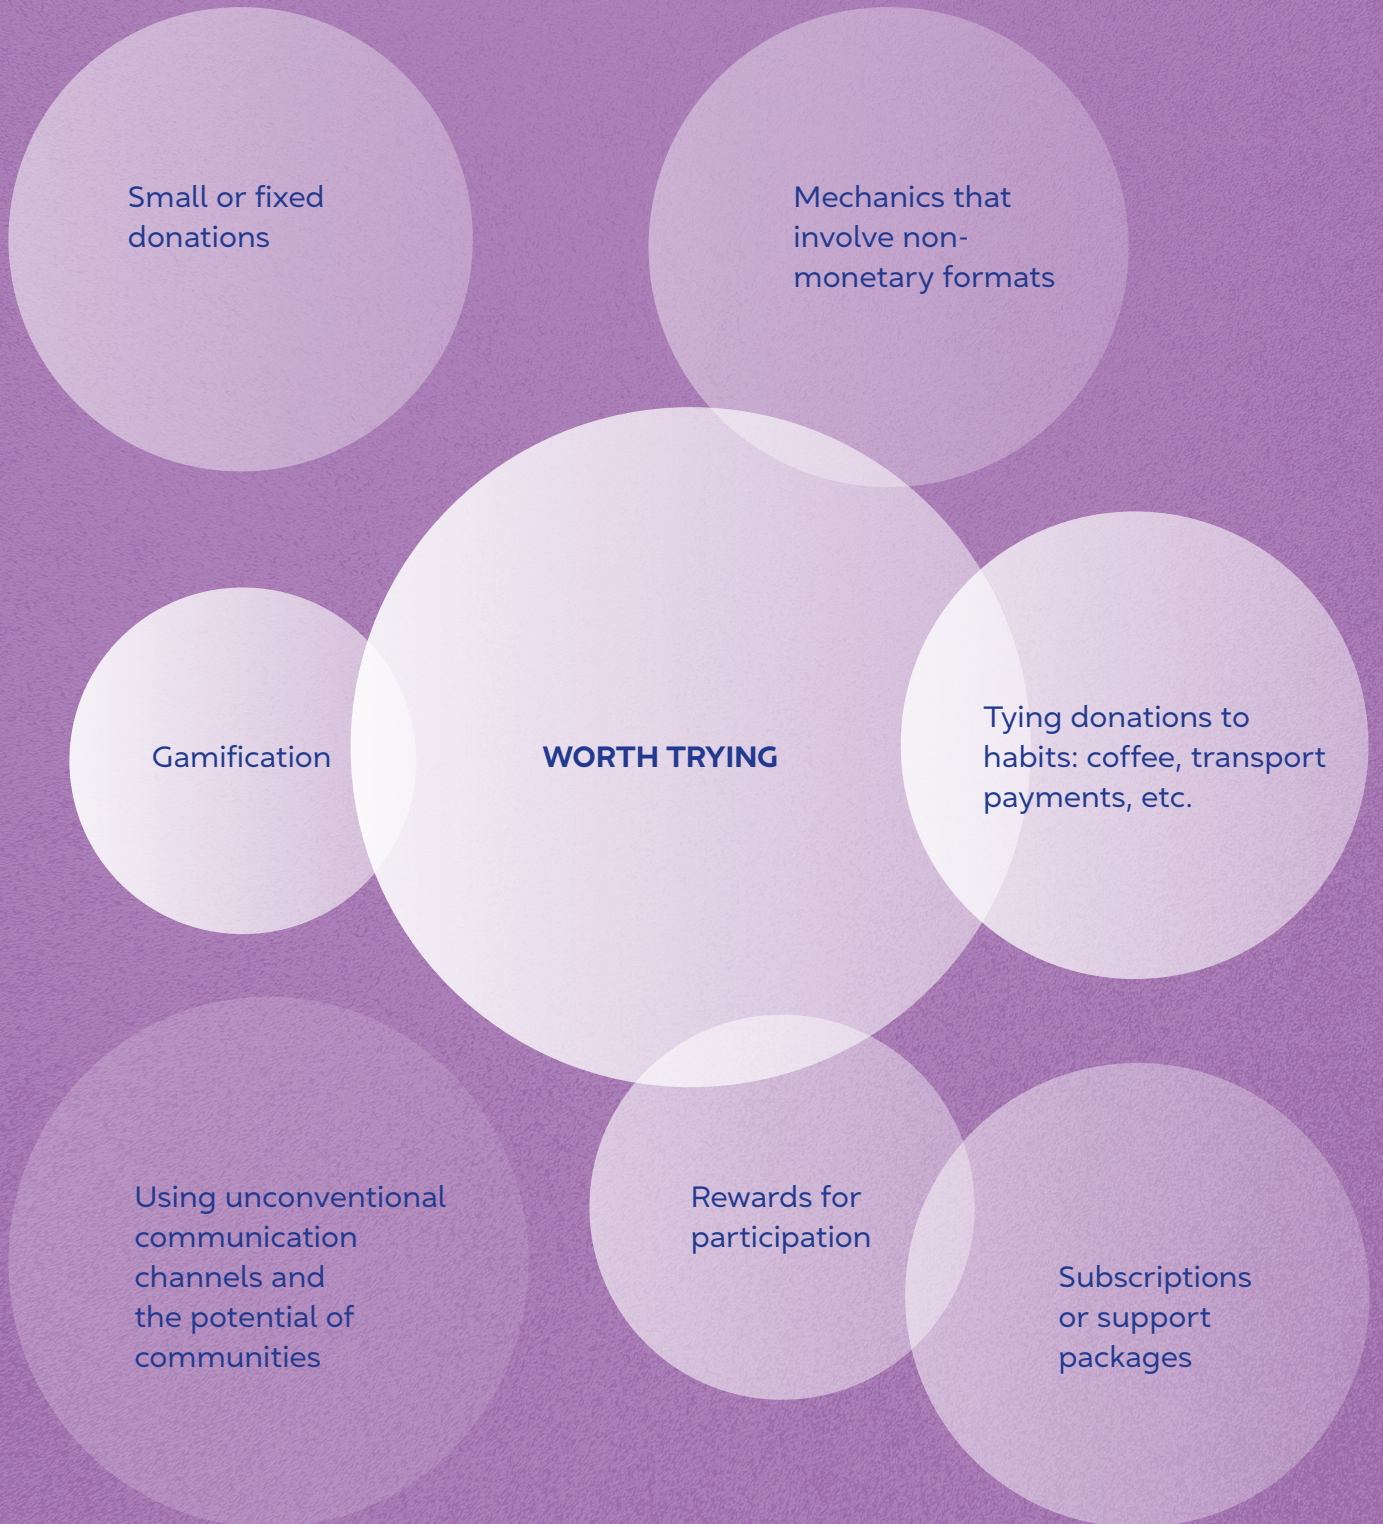 Small or fixed
donations
Mechanics that
involve non-
monetary formats
Gamification
WORTH TRYING
Tying donations to
habits: coffee, transport
payments, etc.
Using unconventional
communication
channels and
the potential of
communities
Rewards for
participation
Subscriptions
or support
packages